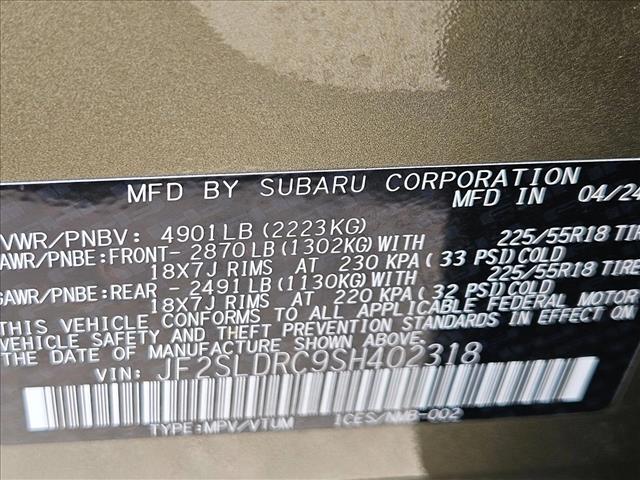 MFD BY SUBARU CORPORATION
MFD IN 04/24
VWR/PNBV: 4901LB(2223KG)
AWR/PNBE:FRONT- 2870LB(1302KG)WITH 225/55R18 TIR
18X7J RIMS AT 230 KPA(33 PSI)COLD
GAWR/PNBE:REAR - 2491LB(1130KG)WITH 225/55R18 TIRE
18X7J RIMS AT 220 KPA(32 PSI)COLD
THIS VEHICLE CONFORMS TO ALL APPLICABLE FEDERAL MOTOR
VEHICLE SAFETY AND THEFT PREVENTION STANDARDS IN
EFFECT ON THE DATE OF MANUFACTURE SHOWN ABOVE.
VIN: JF2SLDRC9SH402318
TYPE:MPV/VTUM ICES/NMB-002